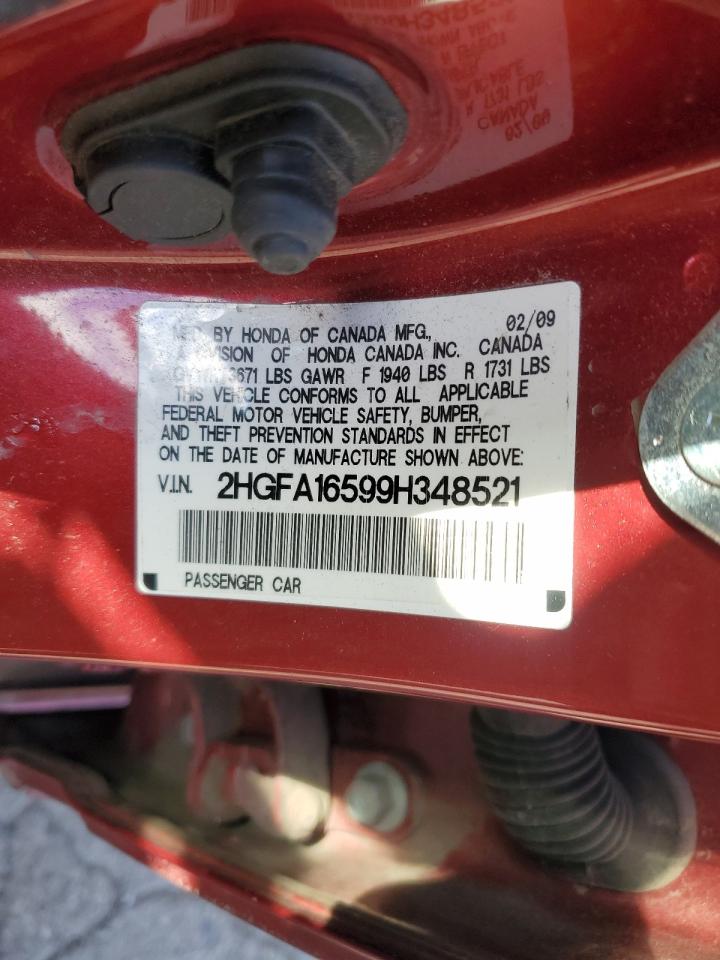 MFD. BY HONDA OF CANADA MFG., 02/09
A DIVISION OF HONDA CANADA INC. CANADA
3671 LBS GAWR F 1940 LBS R 1731 LBS
THIS VEHICLE CONFORMS TO ALL APPLICABLE
FEDERAL MOTOR VEHICLE SAFETY, BUMPER,
AND THEFT PREVENTION STANDARDS IN EFFECT
ON THE DATE OF MANUFACTURE SHOWN ABOVE:
V.I.N. 2HGFA16599H348521
PASSENGER CAR